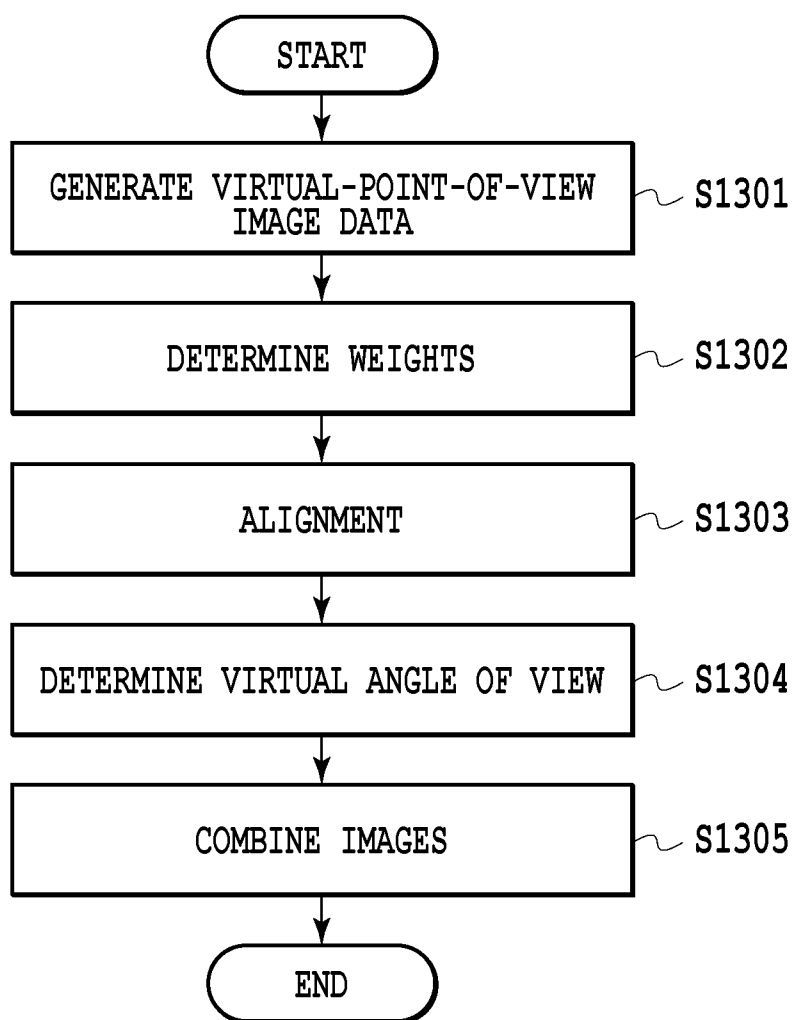 START
GENERATE VIRTUAL-POINT-OF-VIEW
IMAGE DATA
S1301
DETERMINE WEIGHTS
S1302
ALIGNMENT
S1303
DETERMINE VIRTUAL ANGLE OF VIEW
S1304
COMBINE IMAGES
S1305
END